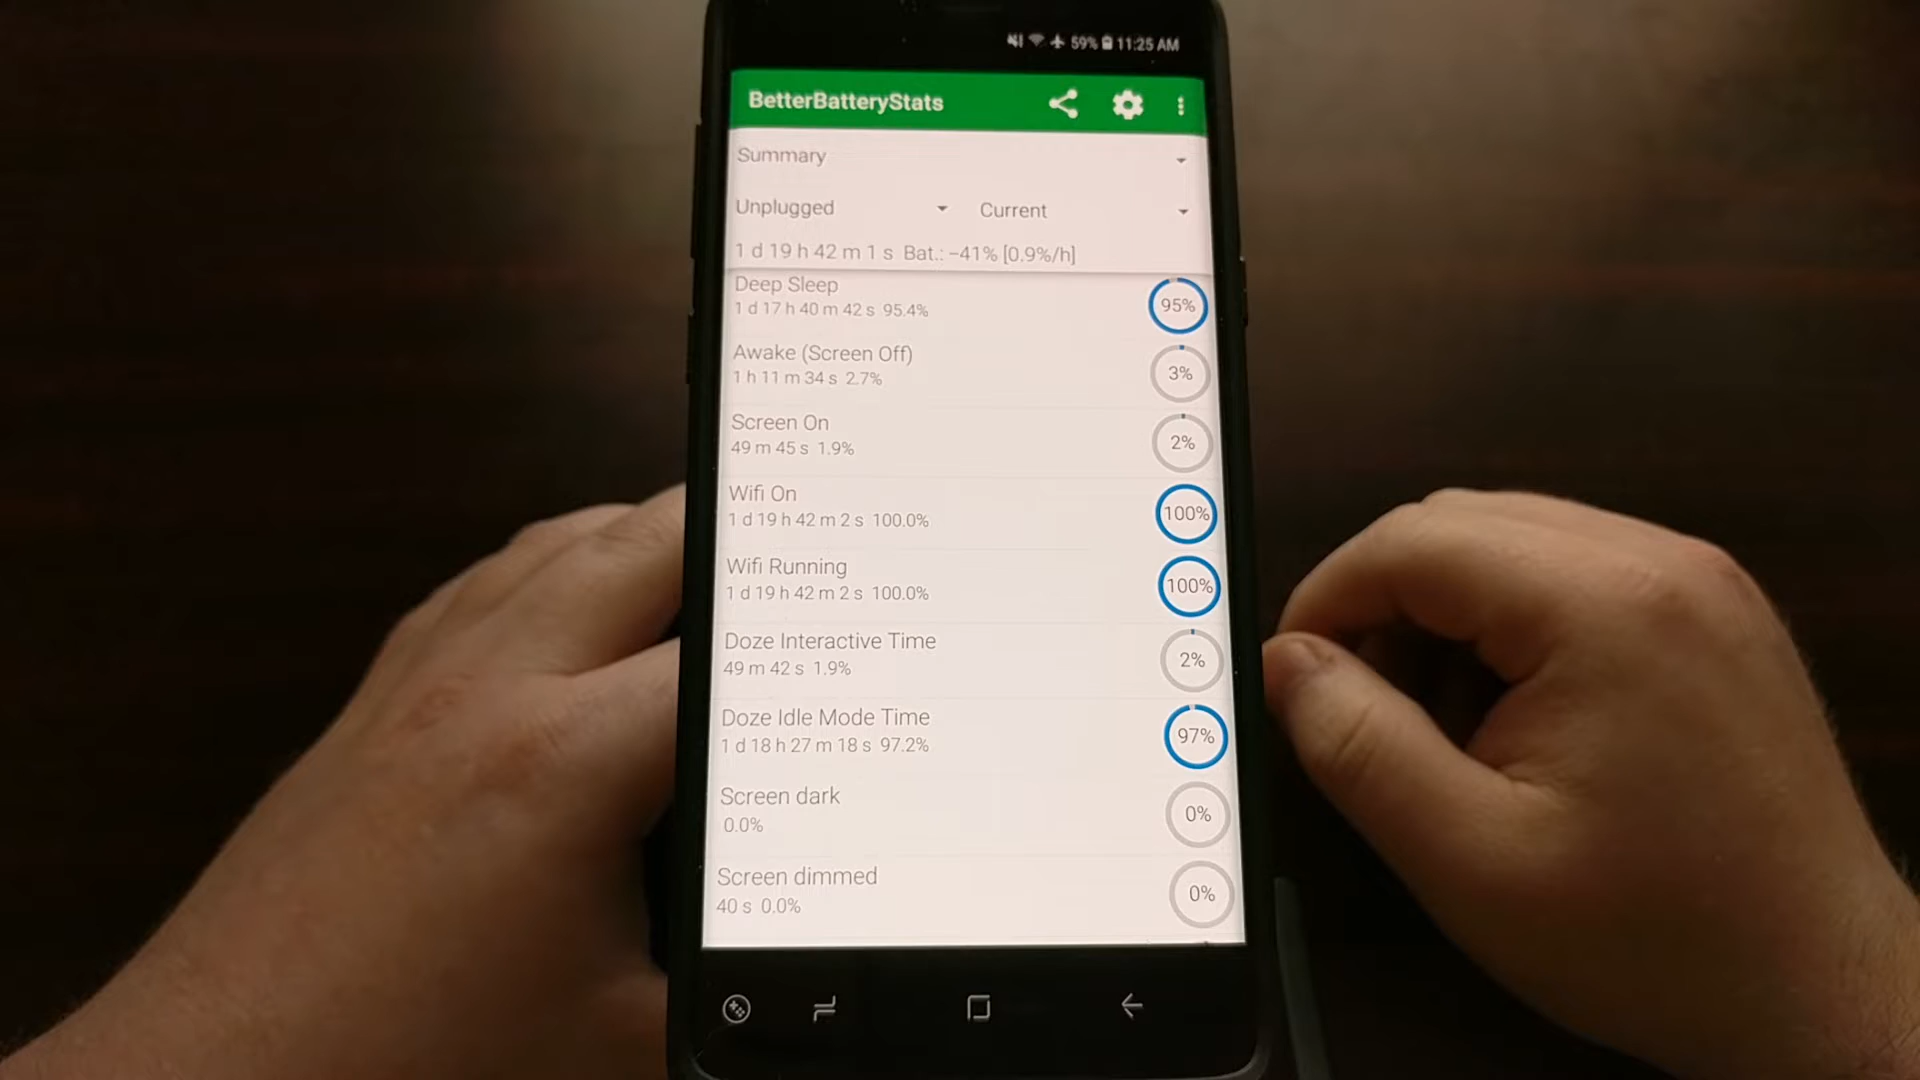 59% 11:25 AM
BetterBatteryStats
Summary
Unplugged Current
1 d 19 h 42 m 1 s Bat.: −41% [0.9%/h]
Deep Sleep
1 d 17 h 40 m 42 s 95.4%
95%
Awake (Screen Off)
1 h 11 m 34 s 2.7%
3%
Screen On
49 m 45 s 1.9%
2%
Wifi On
1 d 19 h 42 m 2 s 100.0%
100%
Wifi Running
1 d 19 h 42 m 2 s 100.0%
100%
Doze Interactive Time
49 m 42 s 1.9%
2%
Doze Idle Mode Time
1 d 18 h 27 m 18 s 97.2%
97%
Screen dark
0.0%
0%
Screen dimmed
40 s 0.0%
0%